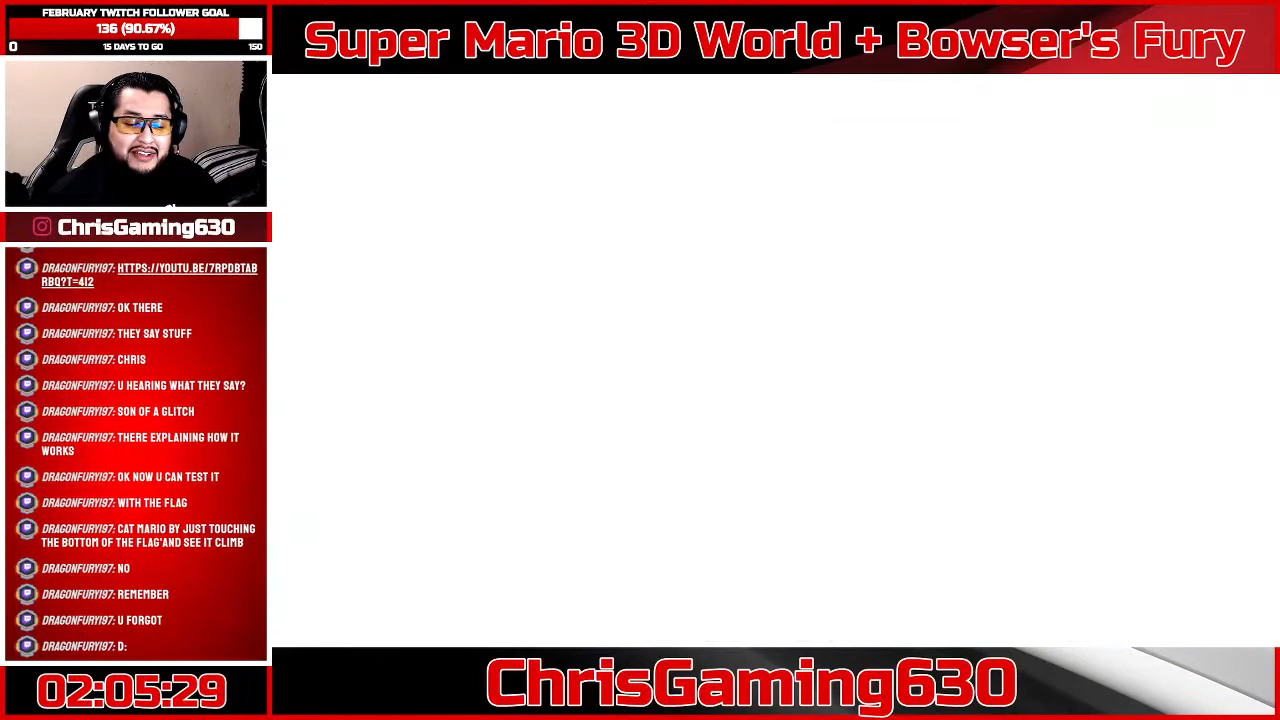 FEBRUARY TWITCH FOLLOWER GOAL
136 (90.67%)
0 15 DAYS TO GO 150
Super Mario 3D World + Bowser's Fury
ChrisGaming630
DRAGONFURY197: HTTPS://YOUTU.BE/7RPDBTAB
RBQ?T=412
DRAGONFURY197: OK THERE
DRAGONFURY197: THEY SAY STUFF
DRAGONFURY197: CHRIS
DRAGONFURY197: U HEARING WHAT THEY SAY?
DRAGONFURY197: SON OF A GLITCH
DRAGONFURY197: THERE EXPLAINING HOW IT
WORKS
DRAGONFURY197: OK NOW U CAN TEST IT
DRAGONFURY197: WITH THE FLAG
DRAGONFURY197: CAT MARIO BY JUST TOUCHING
THE BOTTOM OF THE FLAG'AND SEE IT CLIMB
DRAGONFURY197: NO
DRAGONFURY197: REMEMBER
DRAGONFURY197: U FORGOT
DRAGONFURY197: D:
02:05:29
ChrisGaming630